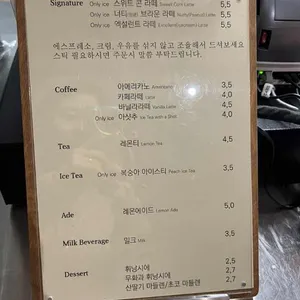 Signature Only ice 스위트 콘 라떼 Sweet Corn Latte 5,5
Only ice 너티(땅콩) 브라운 라떼 Nutty(Peanut) Latte 5,5
Only ice 엑설런트 라떼 Excellent(Icecream) Latte 5,5
에스프레소, 크림, 우유를 섞지 않고 조율해서 드셔보세요
스틱 필요하시면 주문시 말씀 부탁드립니다.
Coffee 아메리카노 Americano 3,5
카페라떼 Latte 4,0
바닐라라떼 Vanilla Latte 4,5
Only ice 아샷추 Ice Tea with a Shot 4,0
Tea 레몬티 Lemon Tea 4,5
Ice Tea Only ice 복숭아 아이스티 Peach Ice Tea 3,5
Ade 레몬에이드 Lemon Ade 5,0
Milk Beverage 밀크 Milk 3,5
Dessert 휘낭시에 2,5
무화과 휘낭시에 2,7
산딸기 마들렌/초코 마들렌 2,7